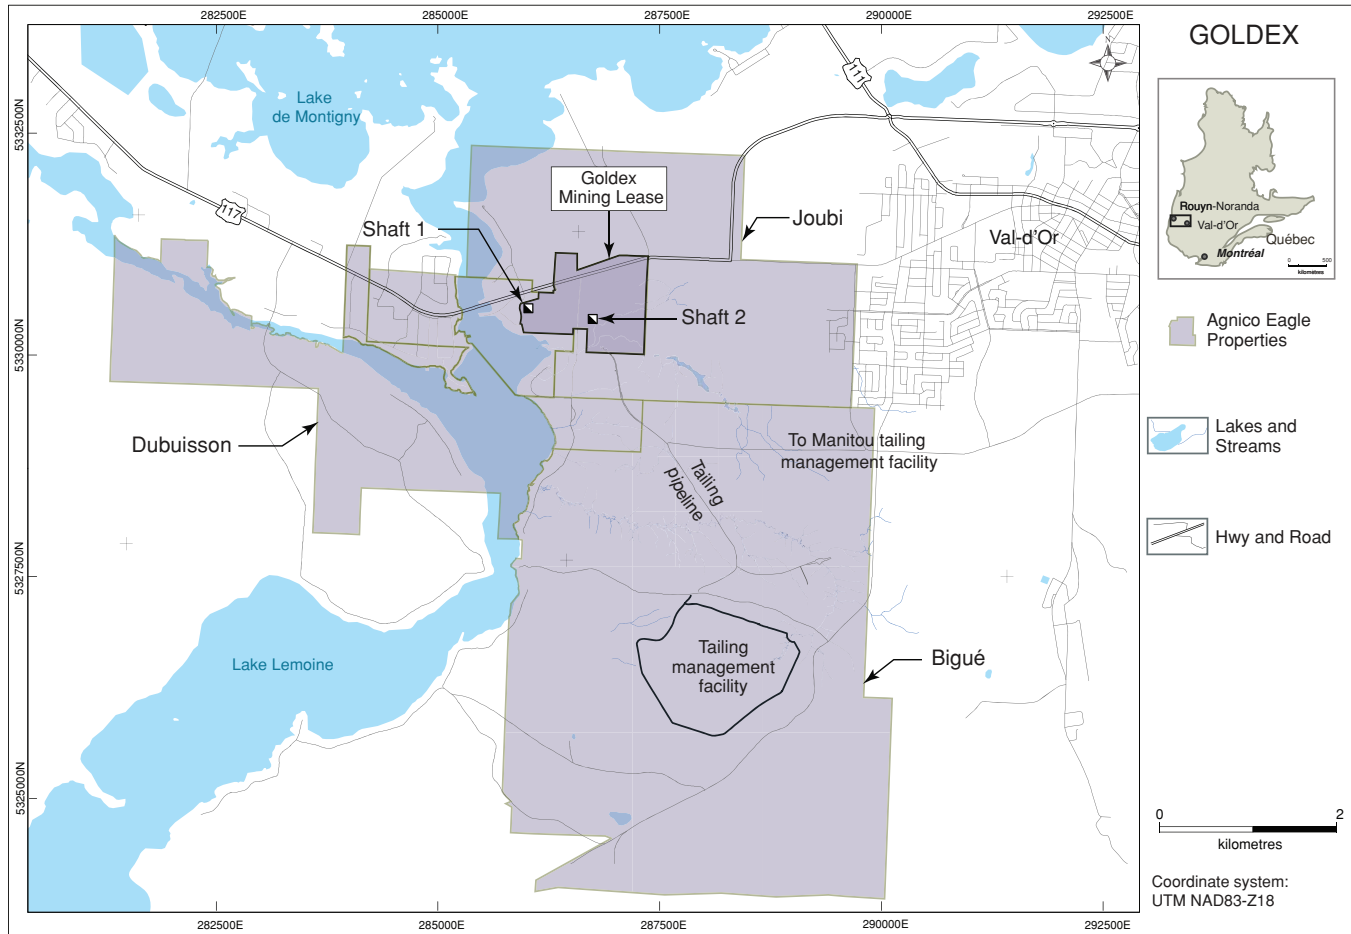 282500E
285000E
287500E
290000E
292500E
GOLDEX
N
111
Lake
de Montigny
5332500N
Goldex
Mining Lease
117
Shaft 1
Joubi
Val-d'Or
Rouyn-Noranda
Val-d'Or
Québec
Montréal
0
500
kilomètres
Shaft 2
Agnico Eagle
Properties
5330000N
Dubuisson
To Manitou tailing
management facility
Lakes and
Streams
Tailing
pipeline
Hwy and Road
5327500N
Tailing
management
facility
Lake Lemoine
Bigué
5325000N
0
2
kilometres
Coordinate system:
UTM NAD83-Z18
282500E
285000E
287500E
290000E
292500E